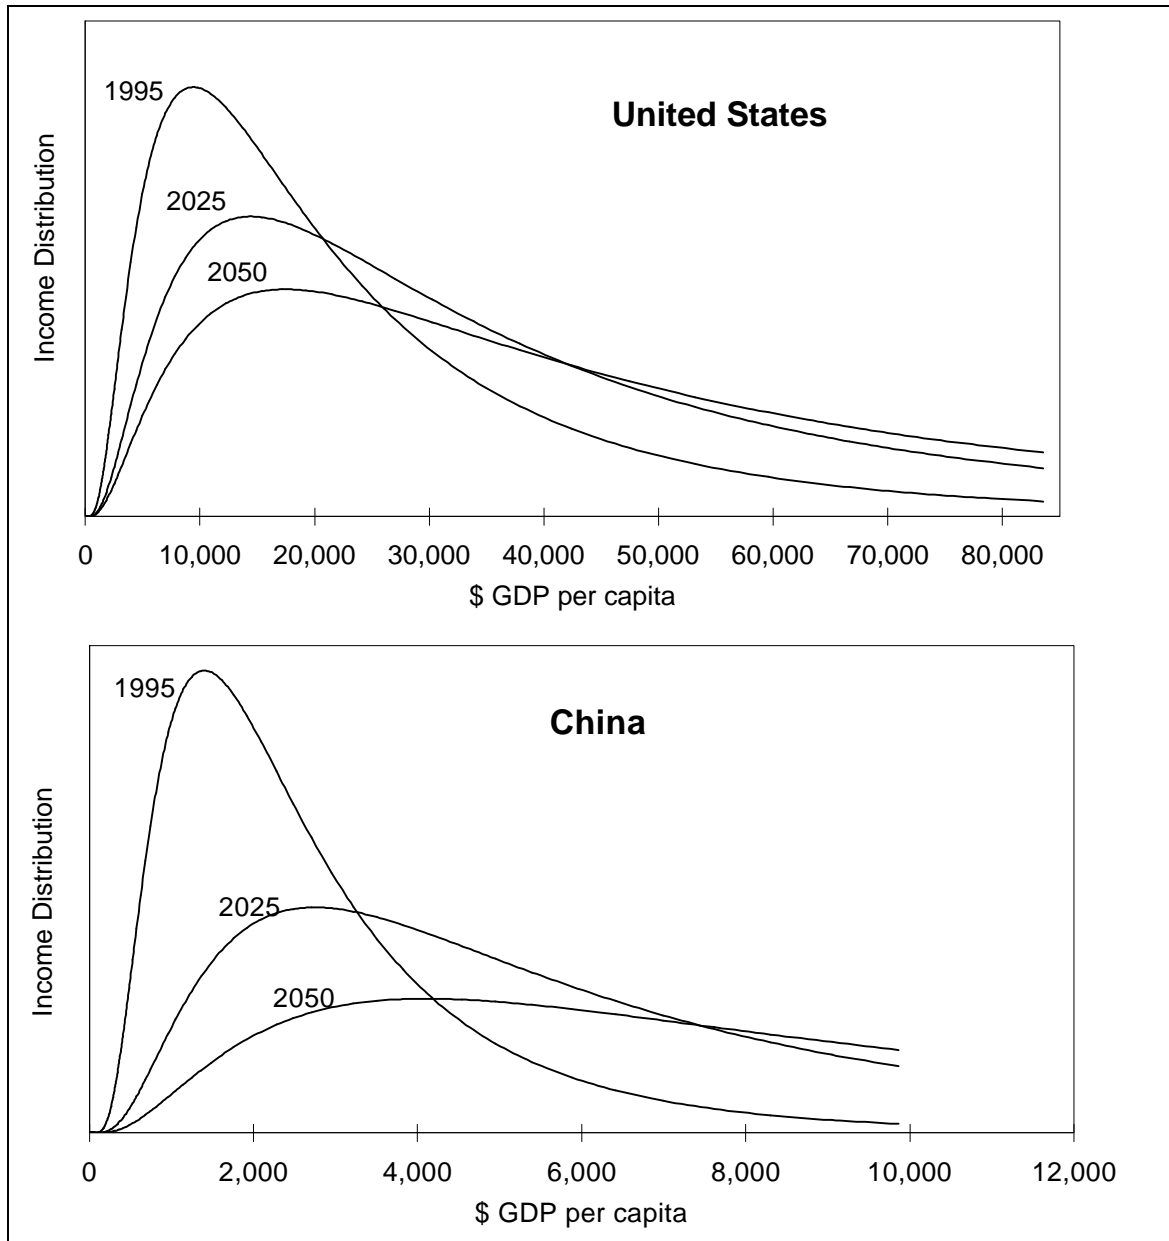 United States
1995
2025
2050
Income Distribution
0 10,000 20,000 30,000 40,000 50,000 60,000 70,000 80,000
$ GDP per capita
China
1995
2025
2050
Income Distribution
0 2,000 4,000 6,000 8,000 10,000 12,000
$ GDP per capita